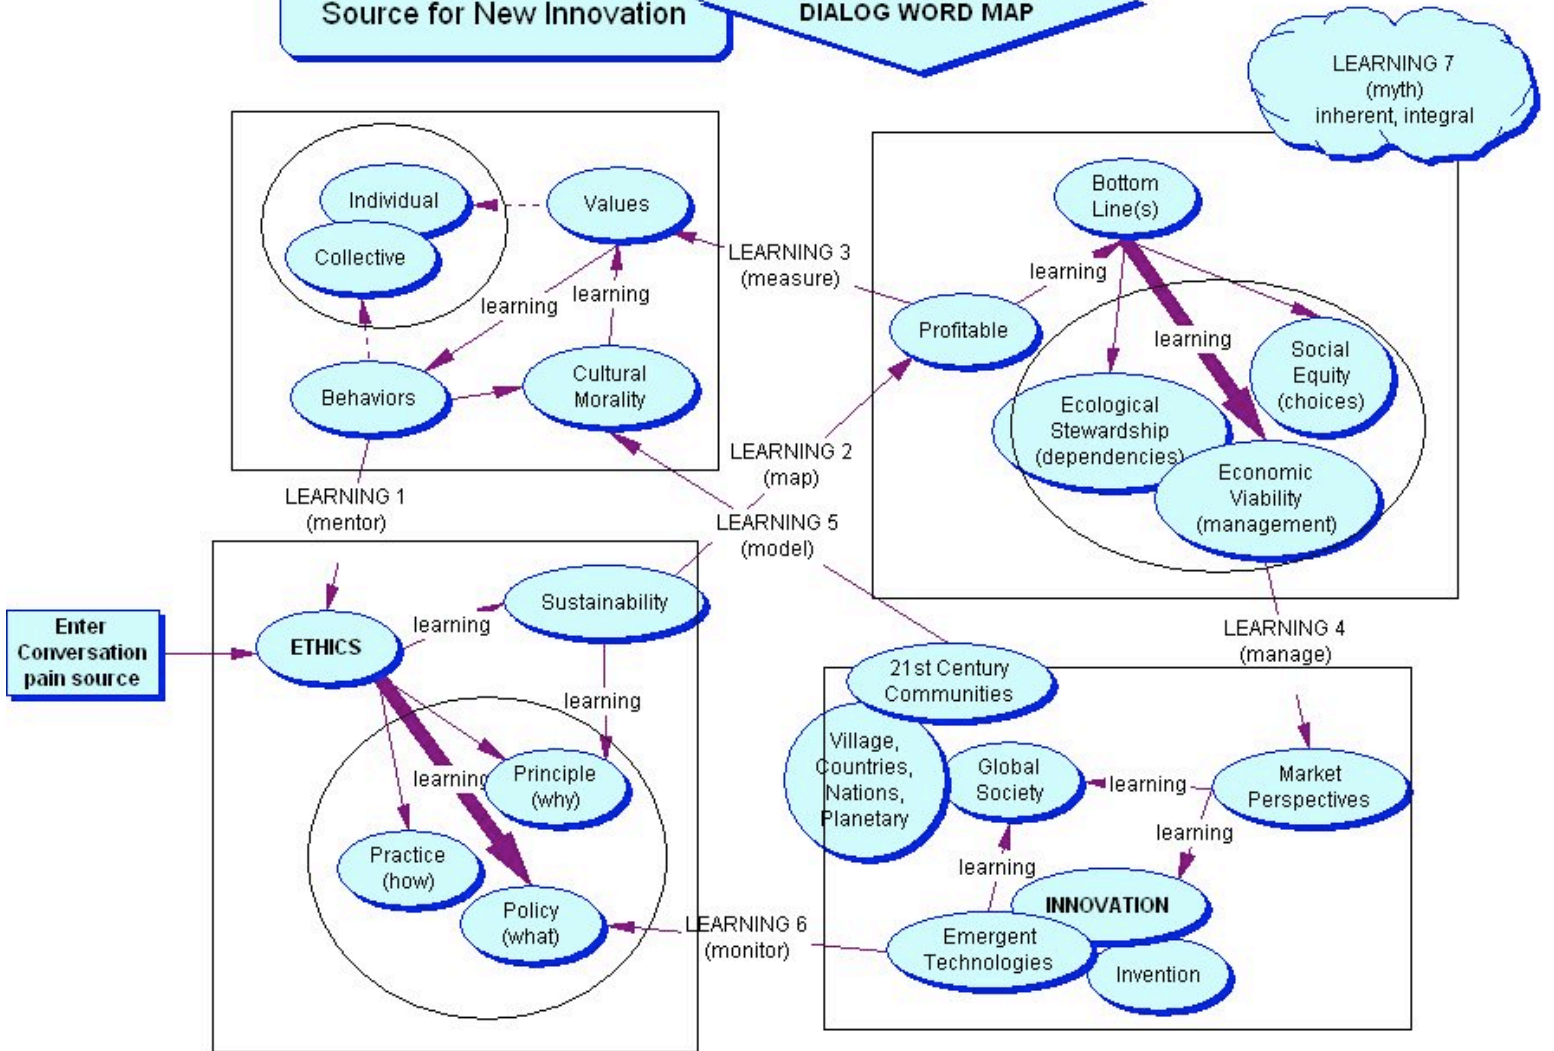 Source for New Innovation
DIALOG WORD MAP
LEARNING 7
(myth)
inherent, integral
Individual
Collective
Values
learning
learning
Behaviors
Cultural
Morality
LEARNING 3
(measure)
Bottom
Line(s)
learning
Profitable
learning
Social
Equity
(choices)
Ecological
Stewardship
(dependencies)
Economic
Viability
(management)
LEARNING 2
(map)
LEARNING 1
(mentor)
LEARNING 5
(model)
Enter
Conversation
pain source
ETHICS
learning
Sustainability
learning
learning
Principle
(why)
Practice
(how)
Policy
(what)
LEARNING 4
(manage)
21st Century
Communities
Village,
Countries,
Nations,
Planetary
Global
Society
learning
Market
Perspectives
learning
learning
INNOVATION
Emergent
Technologies
Invention
LEARNING 6
(monitor)